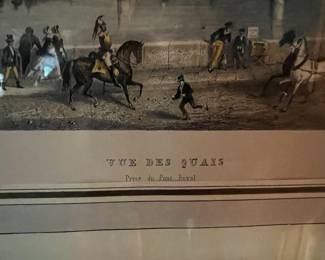 VUE DES QUAIS
Prise du Pont Royal